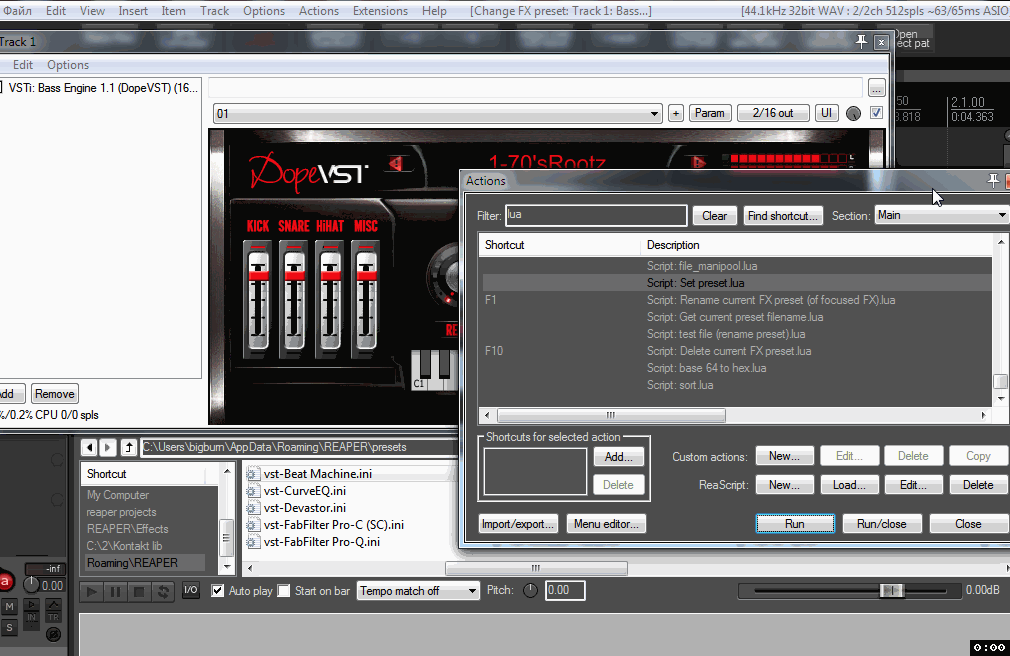 Файл Edit View Insert Item Track Options Actions Extensions Help [Change FX preset: Track 1: Bass...] [44.1kHz 32bit WAV : 2/2ch 512spls ~63/65ms ASIO
Track 1
Open
ect pat
Edit Options
VSTi: Bass Engine 1.1 (DopeVST) (16...
...
01
+ Param 2/16 out UI
50
3.818
2.1.00
0:04.363
DopeVST
1-70'sRootz
L
KICK SNARE HiHAT MISC
C1
Add Remove
%/0.2% CPU 0/0 spls
Actions
Filter: lua Clear Find shortcut... Section: Main
Shortcut Description
Script: file_manipool.lua
Script: Set preset.lua
F1 Script: Rename current FX preset (of focused FX).lua
Script: Get current preset filename.lua
Script: test file (rename preset).lua
F10 Script: Delete current FX preset.lua
Script: base 64 to hex.lua
Script: sort.lua
Shortcuts for selected action
Add...
Delete
Custom actions: New... Edit... Delete Copy
ReaScript: New... Load... Edit... Delete
Import/export... Menu editor... Run Run/close Close
C:\Users\bigbum\AppData\Roaming\REAPER\presets
Shortcut
My Computer
reaper projects
REAPER\Effects
C:\2\Kontakt lib
Roaming\REAPER
vst-Beat Machine.ini
vst-CurveEQ.ini
vst-Devastor.ini
vst-FabFilter Pro-C (SC).ini
vst-FabFilter Pro-Q.ini
I/O Auto play Start on bar Tempo match off Pitch: 0.00 0.00dB
-inf
a 0.00
M IN TR
S
0:00